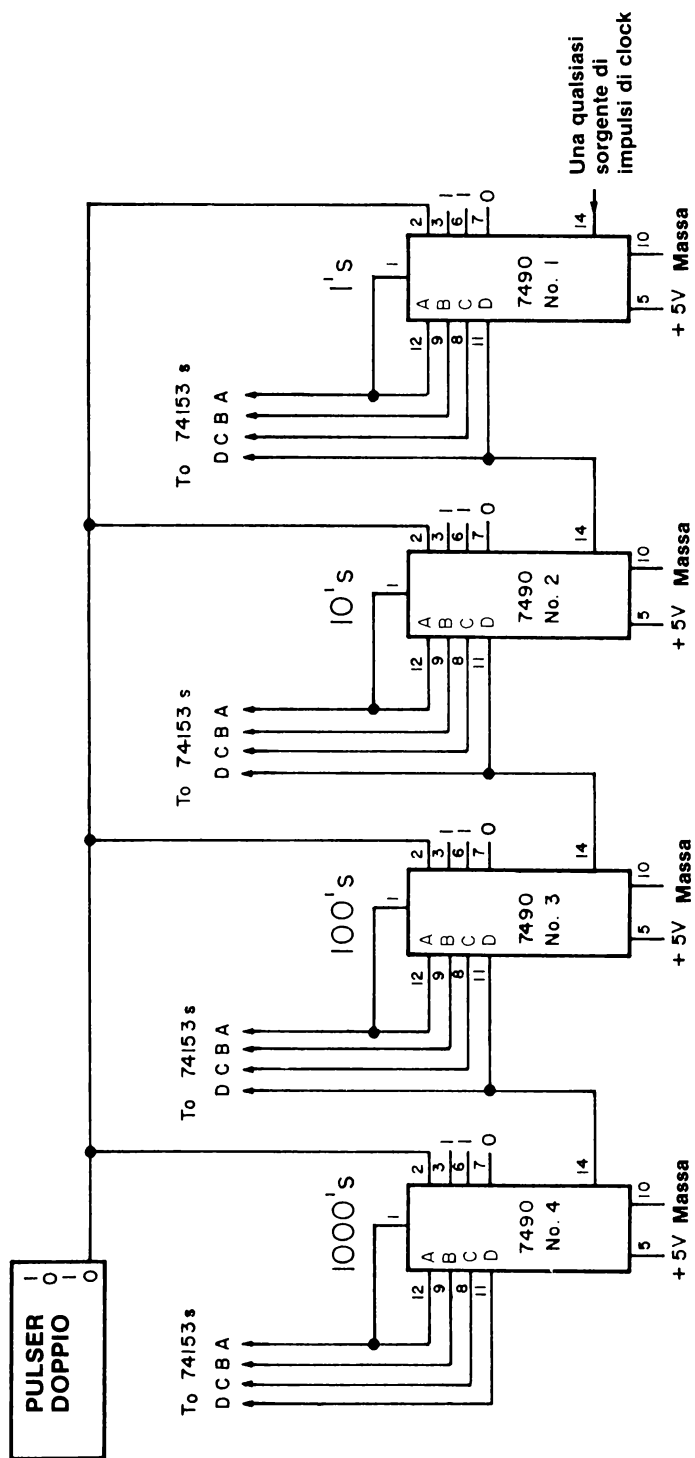 PULSER
DOPPIO
1
0
1
0
1000's
100's
10's
1's
To 74153s
D C B A
To 74153s
D C B A
To 74153s
D C B A
To 74153s
D C B A
1
2
3 1
6 1
7 0
12 A
9 B
8 C
11 D
7490
No. 4
14
5
10
+ 5V Massa
1
2
3 1
6 1
7 0
12 A
9 B
8 C
11 D
7490
No. 3
14
5
10
+ 5V Massa
1
2
3 1
6 1
7 0
12 A
9 B
8 C
11 D
7490
No. 2
14
5
10
+ 5V Massa
1
2
3 1
6 1
7 0
12 A
9 B
8 C
11 D
7490
No. 1
14
5
10
+ 5V Massa
Una qualsiasi
sorgente di
impulsi di clock